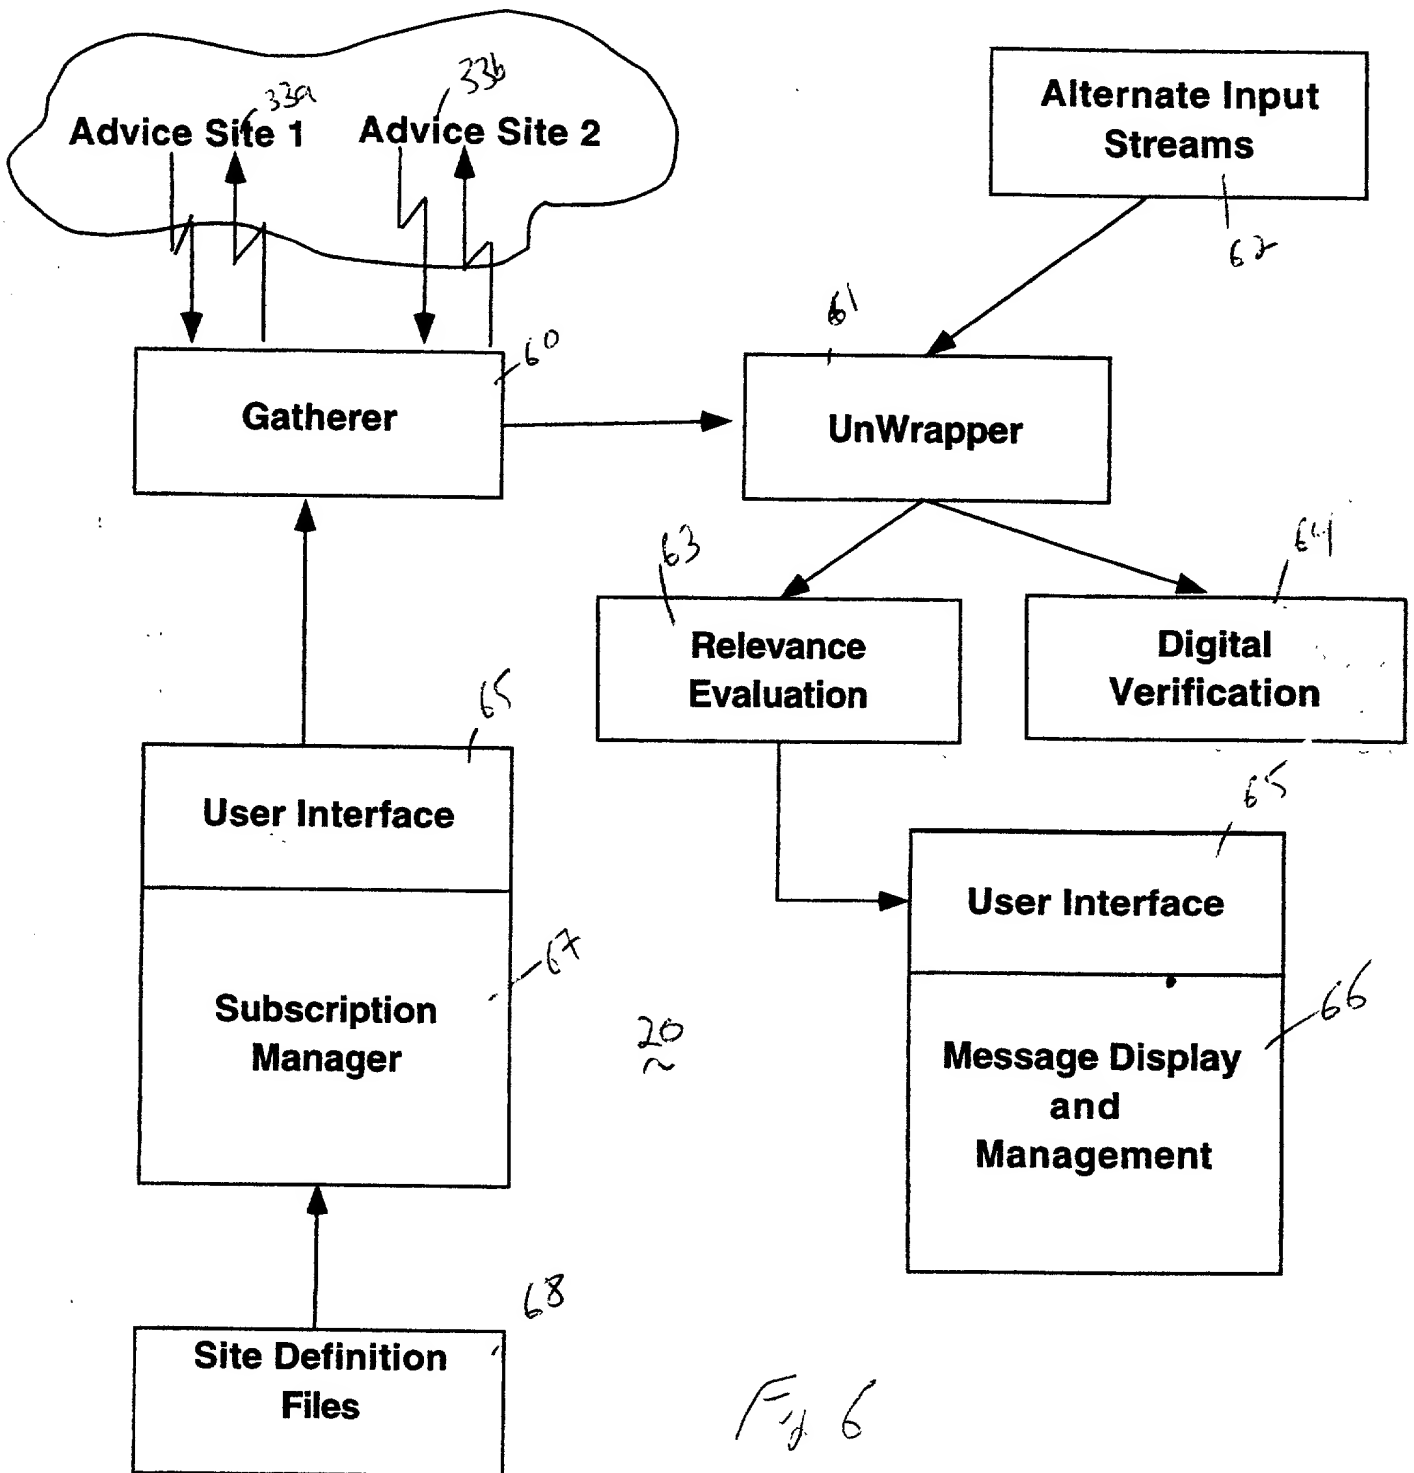 33a
33b
Advice Site 1
Advice Site 2
Alternate Input
Streams
62
61
60
Gatherer
UnWrapper
63
64
Relevance
Evaluation
Digital
Verification
65
User Interface
65
User Interface
67
Subscription
Manager
20
66
Message Display
and
Management
68
Site Definition
Files
Fig 6